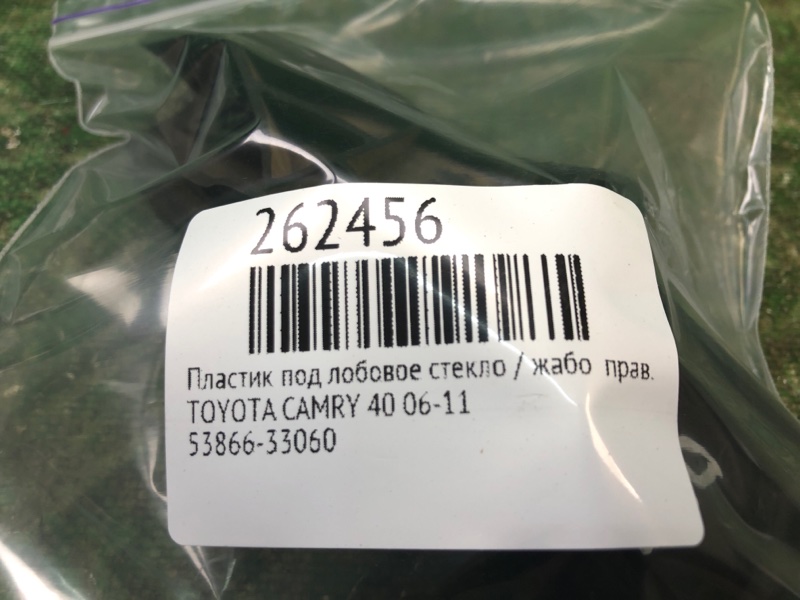 262456
Пластик под лобовое стекло / жабо прав.
TOYOTA CAMRY 40 06-11
53866-33060